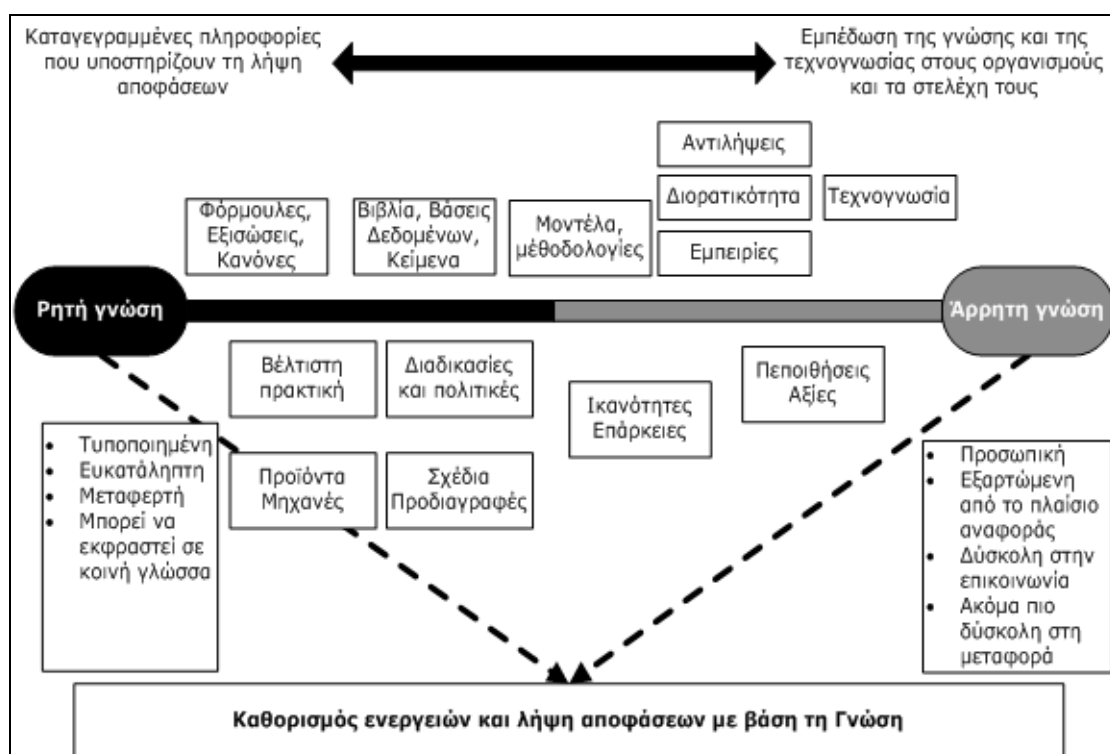 Καταγεγραμμένες πληροφορίες
που υποστηρίζουν τη λήψη
αποφάσεων
Εμπέδωση της γνώσης και της
τεχνογνωσίας στους οργανισμούς
και τα στελέχη τους
Αντιλήψεις
Φόρμουλες,
Εξισώσεις,
Κανόνες
Βιβλία, Βάσεις
Δεδομένων,
Κείμενα
Μοντέλα,
μέθοδολογίες
Διορατικότητα
Τεχνογνωσία
Εμπειρίες
Ρητή γνώση
Άρρητη γνώση
Βέλτιστη
πρακτική
Διαδικασίες
και πολιτικές
Ικανότητες
Επάρκειες
Πεποιθήσεις
Αξίες
• Τυποποιημένη
• Ευκατάληπτη
• Μεταφερτή
• Μπορεί να
εκφραστεί σε
κοινή γλώσσα
Προϊόντα
Μηχανές
Σχέδια
Προδιαγραφές
• Προσωπική
• Εξαρτώμενη
από το πλαίσιο
αναφοράς
• Δύσκολη στην
επικοινωνία
• Ακόμα πιο
δύσκολη στη
μεταφορά
Καθορισμός ενεργειών και λήψη αποφάσεων με βάση τη Γνώση